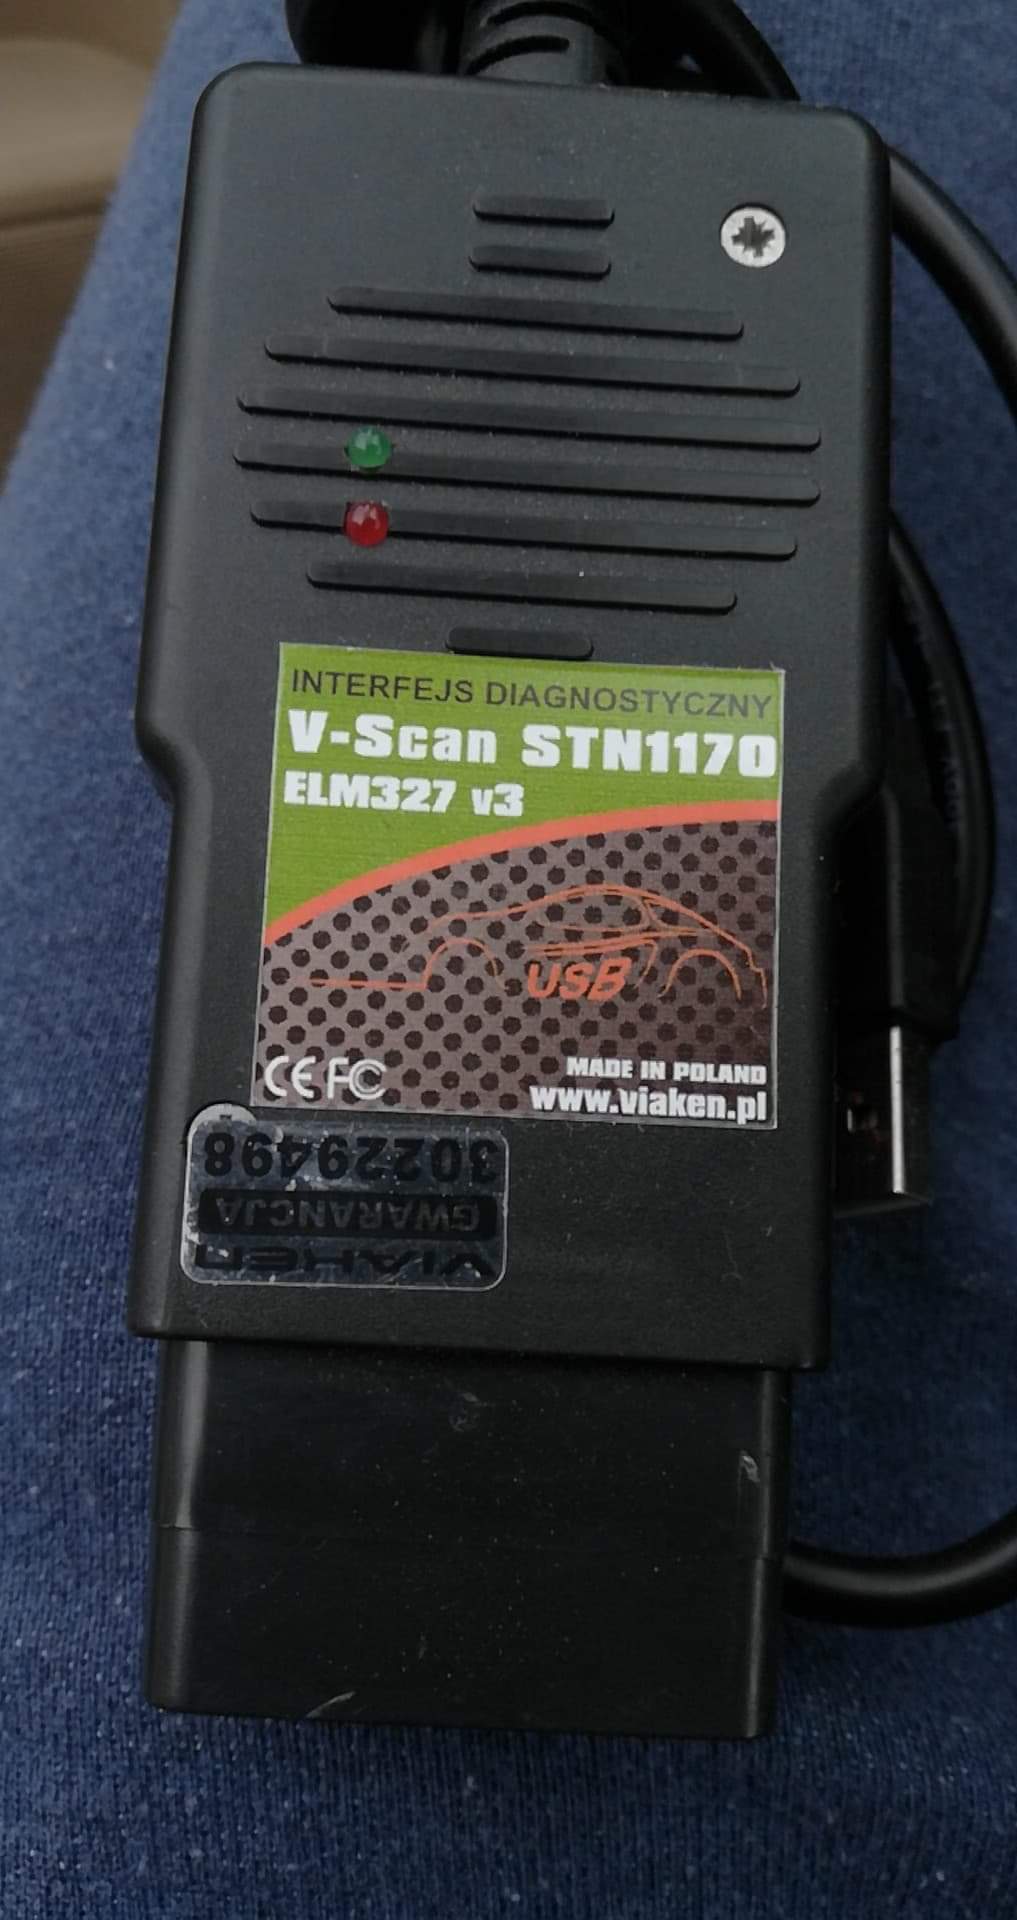 INTERFEJS DIAGNOSTYCZNY
V-Scan STN1170
ELM327 v3
USB
CE FC
MADE IN POLAND
www.viaken.pl
VIAKEN
GWARANCJA
30229498